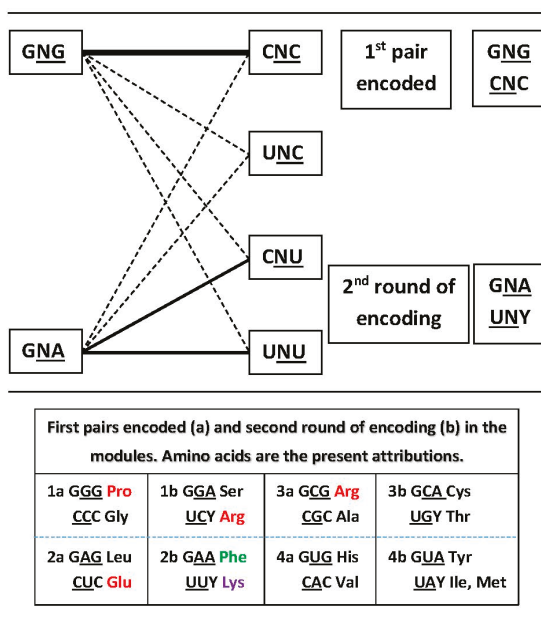 GNG
CNC
1st pair
encoded
GNG
CNC
UNC
CNU
2nd round of
encoding
GNA
UNY
GNA
UNU
First pairs encoded (a) and second round of encoding (b) in the
modules. Amino acids are the present attributions.
1a GGG Pro
CCC Gly
1b GGA Ser
UCY Arg
3a GCG Arg
CGC Ala
3b GCA Cys
UGY Thr
2a GAG Leu
CUC Glu
2b GAA Phe
UUY Lys
4a GUG His
CAC Val
4b GUA Tyr
UAY Ile, Met